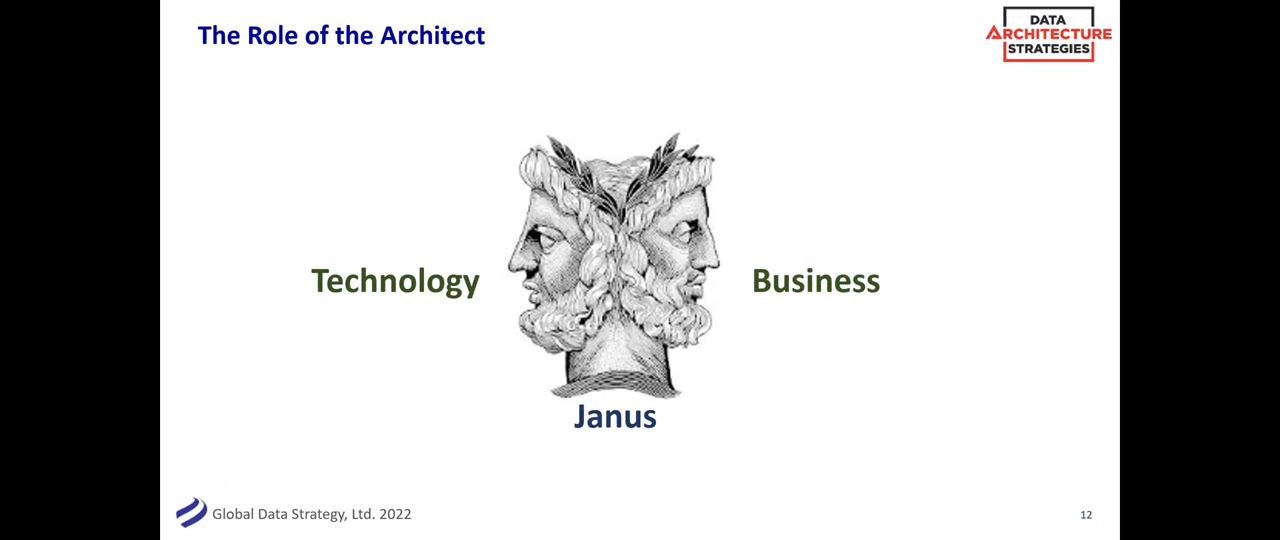 The Role of the Architect
DATA
ARCHITECTURE
STRATEGIES
Technology
Business
Janus
Global Data Strategy, Ltd. 2022
12